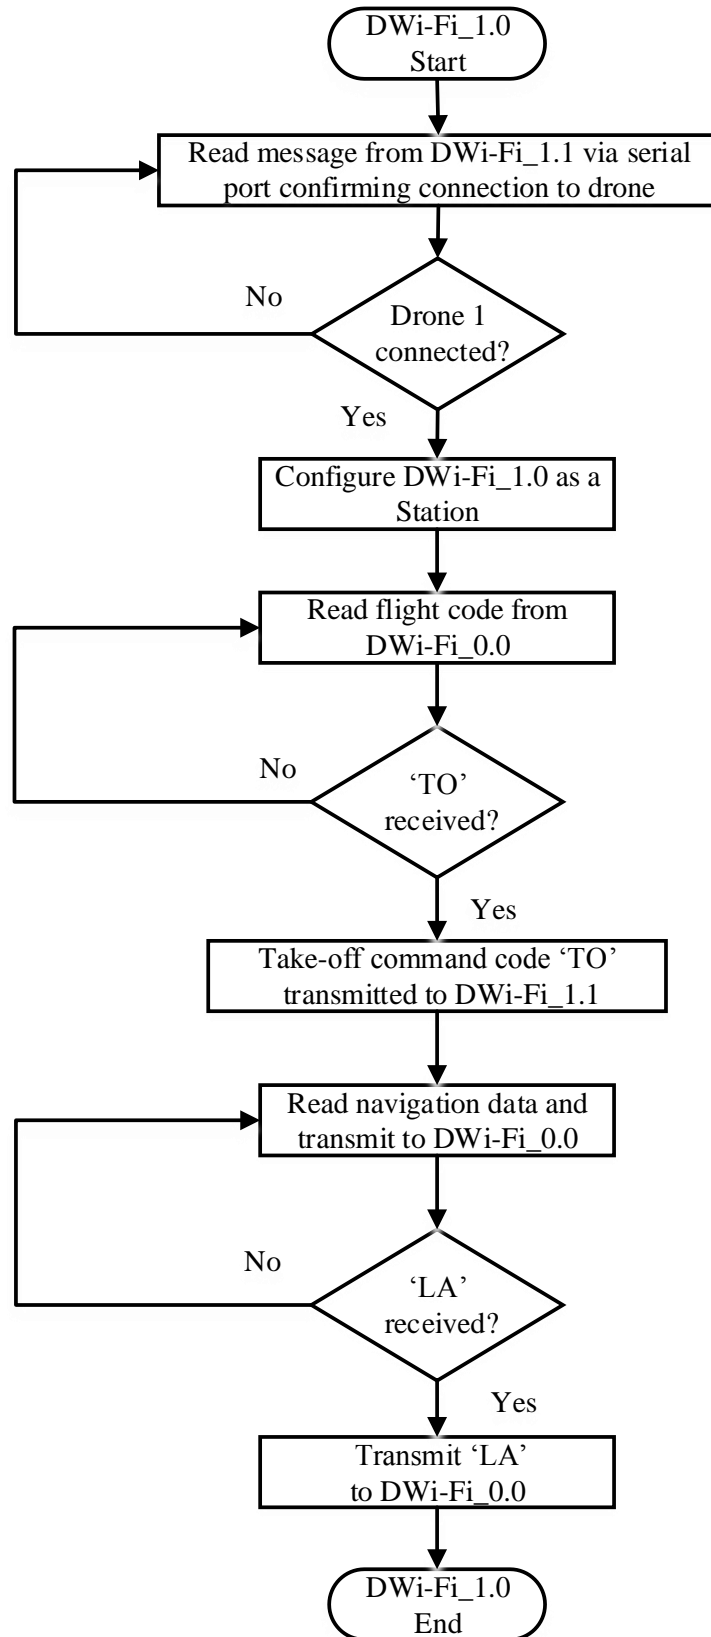 DWi-Fi_1.0
Start
Read message from DWi-Fi_1.1 via serial
port confirming connection to drone
No
Drone 1
connected?
Yes
Configure DWi-Fi_1.0 as a
Station
Read flight code from
DWi-Fi_0.0
No
‘TO’
received?
Yes
Take-off command code ‘TO’
transmitted to DWi-Fi_1.1
Read navigation data and
transmit to DWi-Fi_0.0
No
‘LA’
received?
Yes
Transmit ‘LA’
to DWi-Fi_0.0
DWi-Fi_1.0
End